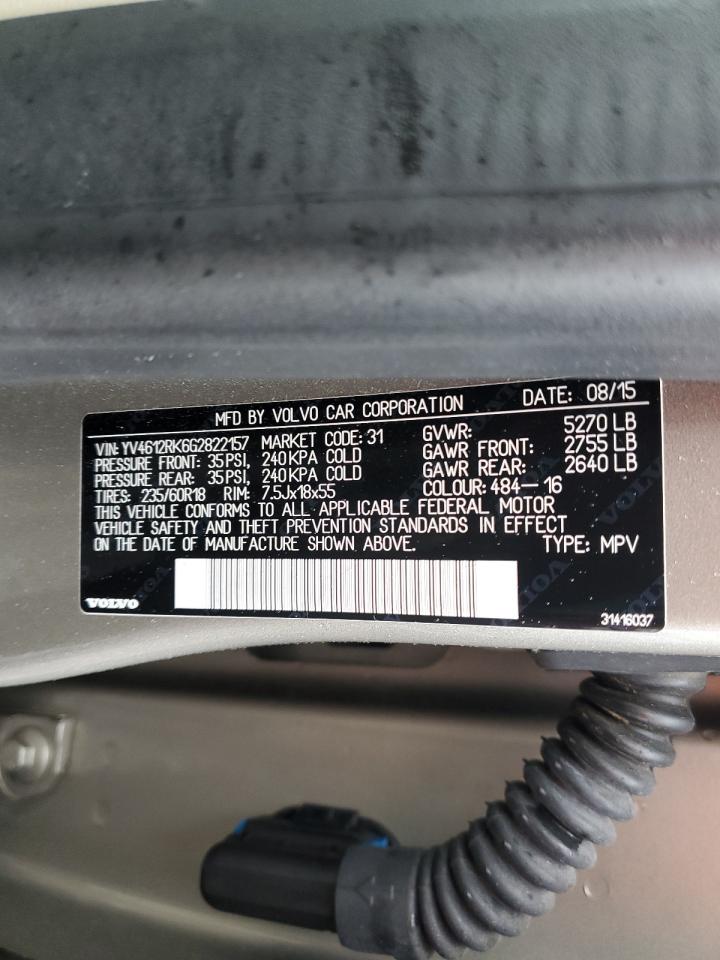 MFD BY VOLVO CAR CORPORATION DATE: 08/15
VIN: YV4612RK6G2822157 MARKET CODE: 31 GVWR: 5270 LB
PRESSURE FRONT: 35PSI, 240KPA COLD GAWR FRONT: 2755 LB
PRESSURE REAR: 35PSI, 240KPA COLD GAWR REAR: 2640 LB
TIRES: 235/60R18 RIM: 7.5Jx18x55 COLOUR: 484-16
THIS VEHICLE CONFORMS TO ALL APPLICABLE FEDERAL MOTOR
VEHICLE SAFETY AND THEFT PREVENTION STANDARDS IN EFFECT
ON THE DATE OF MANUFACTURE SHOWN ABOVE. TYPE: MPV
VOLVO 31416037